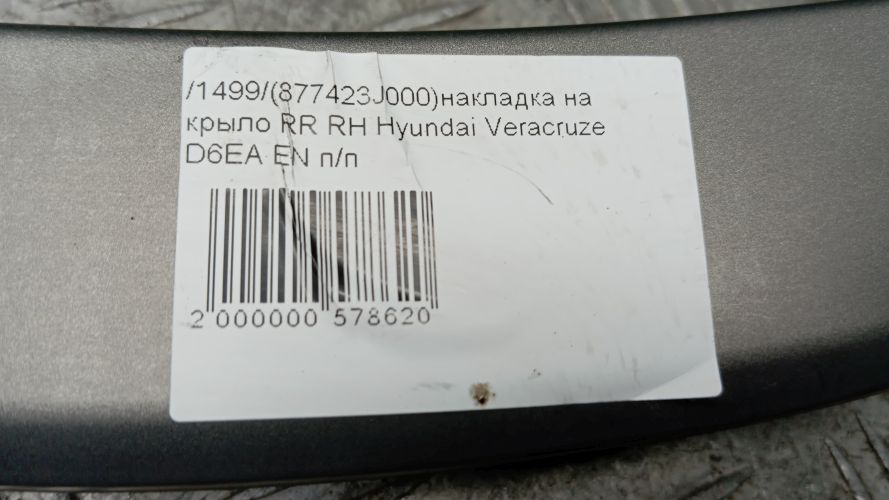 /1499/(877423J000)накладка на
крыло RR RH Hyundai Veracruze
D6EA EN п/п
2 000000 578620